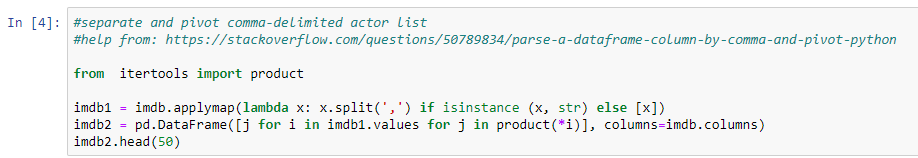 In [4]: #separate and pivot comma-delimited actor list
#help from: https://stackoverflow.com/questions/50789834/parse-a-dataframe-column-by-comma-and-pivot-python
from  itertools import product
imdb1 = imdb.applymap(lambda x: x.split(',') if isinstance (x, str) else [x])
imdb2 = pd.DataFrame([j for i in imdb1.values for j in product(*i)], columns=imdb.columns)
imdb2.head(50)